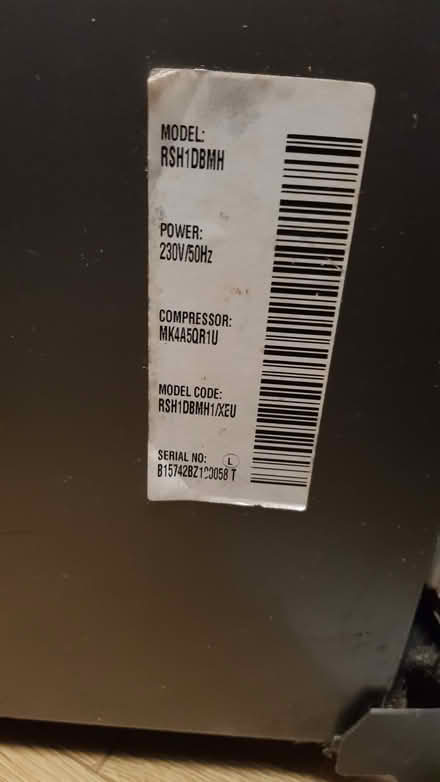 MODEL:
RSH1DBMH
POWER:
230V/50Hz
COMPRESSOR:
MK4A5QR1U
MODEL CODE:
RSH1DBMH1/XEU
SERIAL NO: L